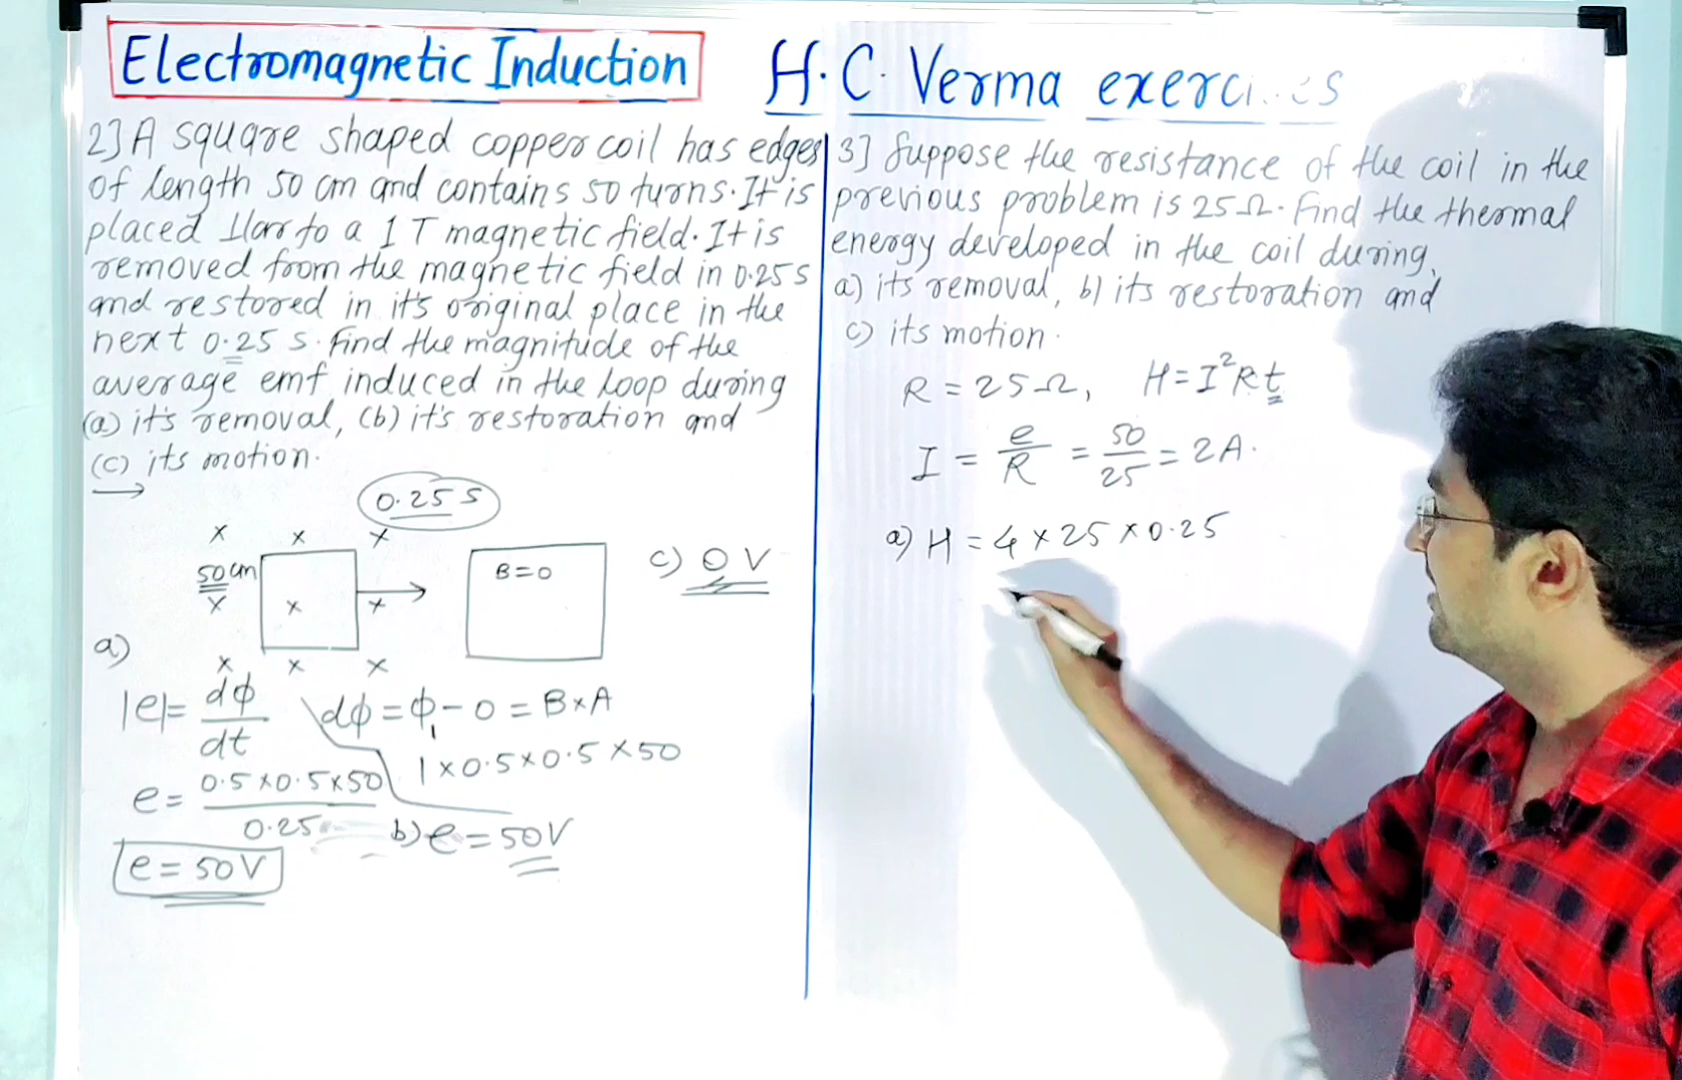 Electromagnetic Induction
H.C. Verma exercises
2] A square shaped copper coil has edges
of length 50 cm and contains 50 turns. It is
placed ⊥lar to a 1 T magnetic field. It is
removed from the magnetic field in 0.25 s
and restored in it's original place in the
next 0.25 s. Find the magnitude of the
average emf induced in the loop during
(a) it's removal, (b) it's restoration and
(c) its motion.
0.25 s
x x x
50 cm
x x x
x x x
B=0
c) 0 V
a)
|e|= dϕ/dt
dϕ = ϕ₁ - 0 = B×A
1×0.5×0.5×50
e= 0.5×0.5×50/0.25
b) e = 50V
e = 50V
3] Suppose the resistance of the coil in the
previous problem is 25Ω. Find the thermal
energy developed in the coil during,
a) its removal, b) its restoration and
c) its motion.
R = 25Ω, H = I²Rt
I = e/R = 50/25 = 2A.
a) H = 4×25×0.25